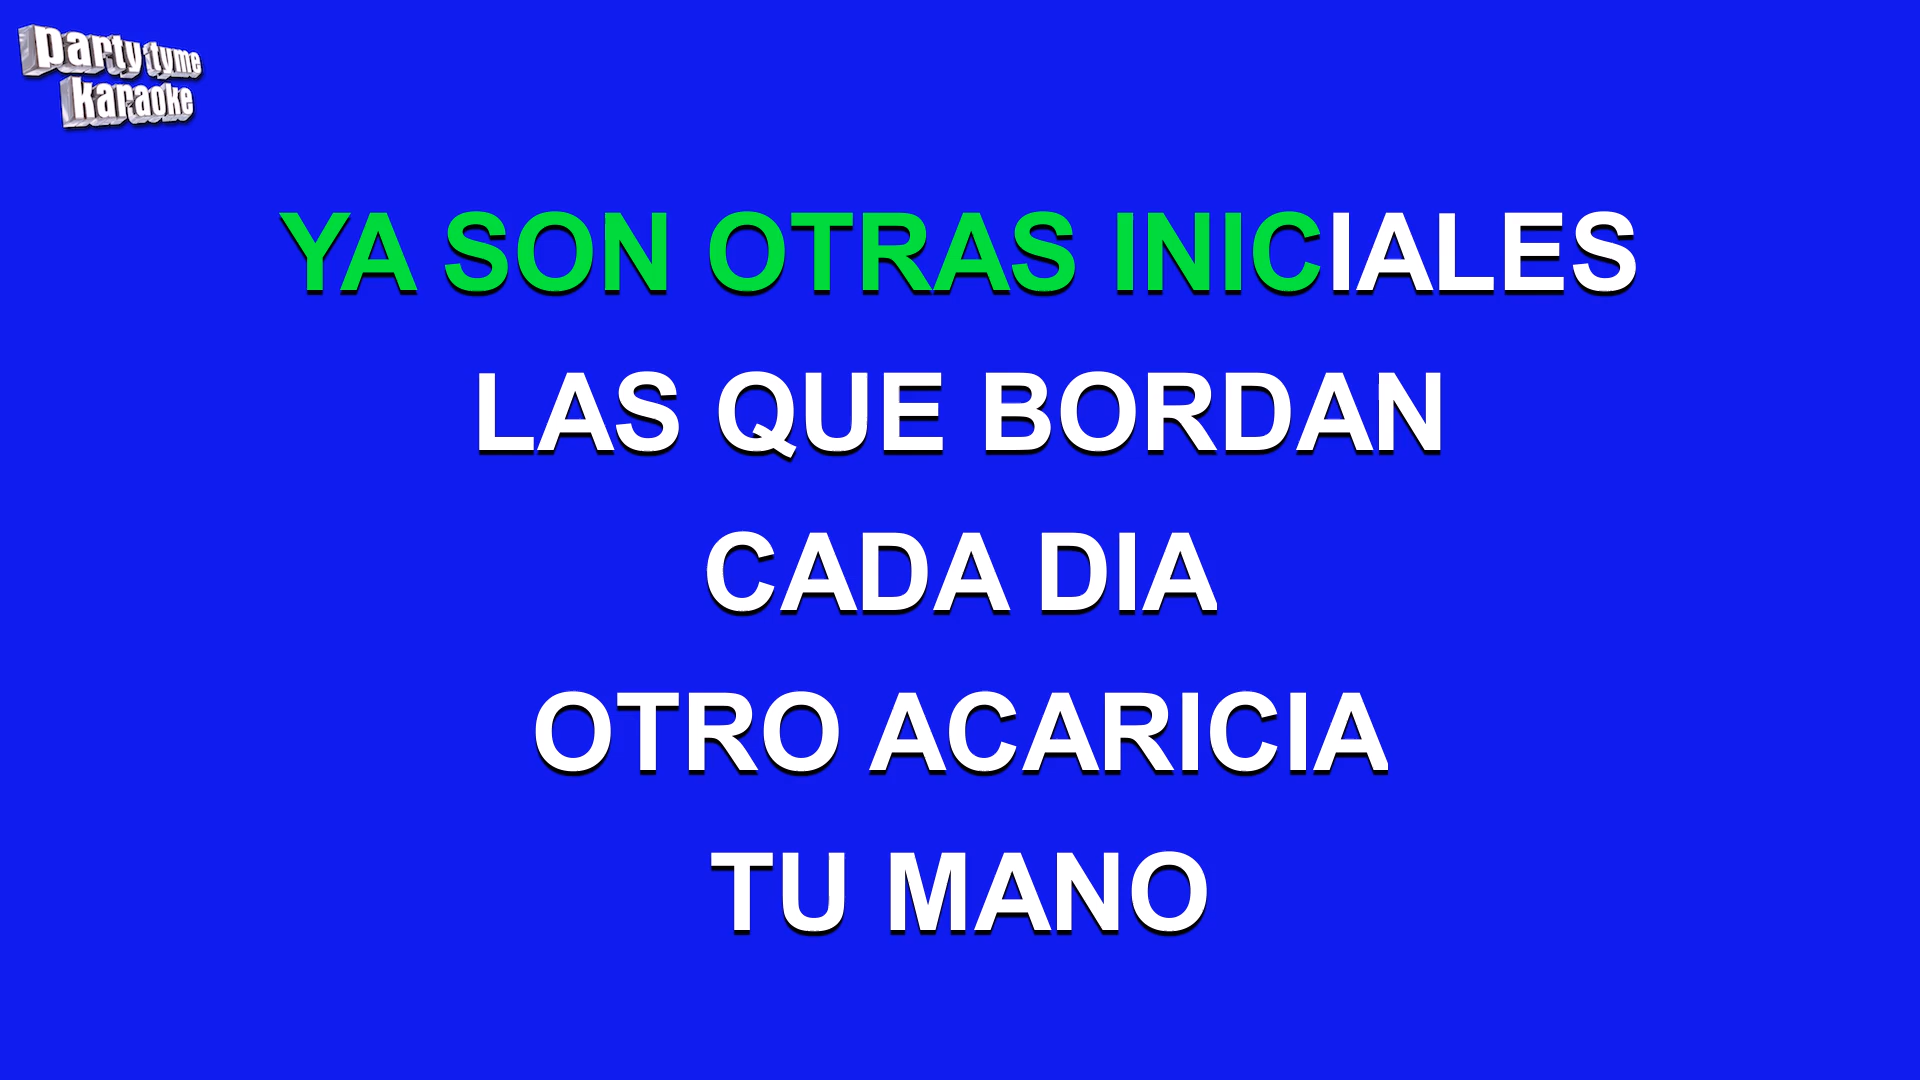 party tyme
karaoke
YA SON OTRAS INICIALES
LAS QUE BORDAN
CADA DIA
OTRO ACARICIA
TU MANO